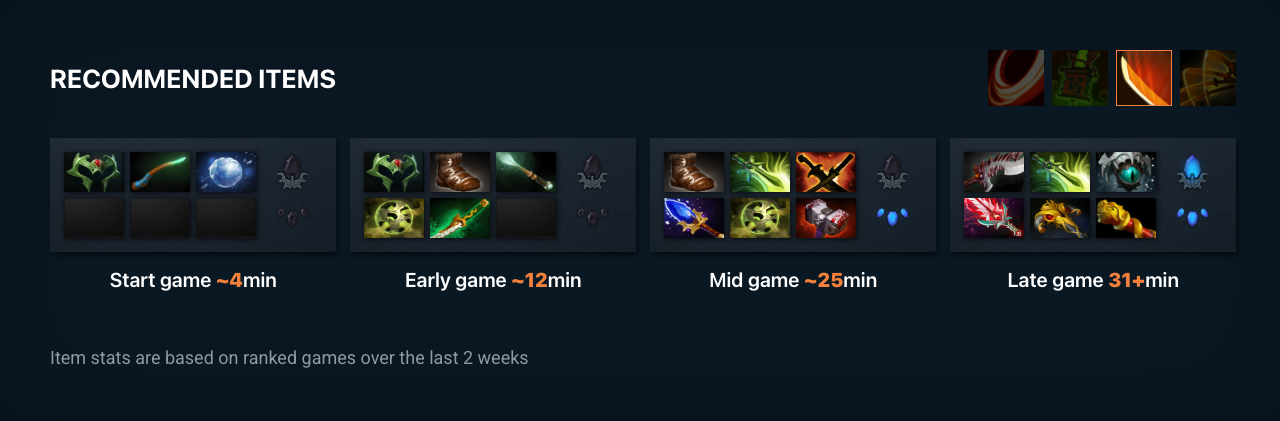 RECOMMENDED ITEMS
Start game ~4min
Early game ~12min
Mid game ~25min
Late game 31+min
Item stats are based on ranked games over the last 2 weeks